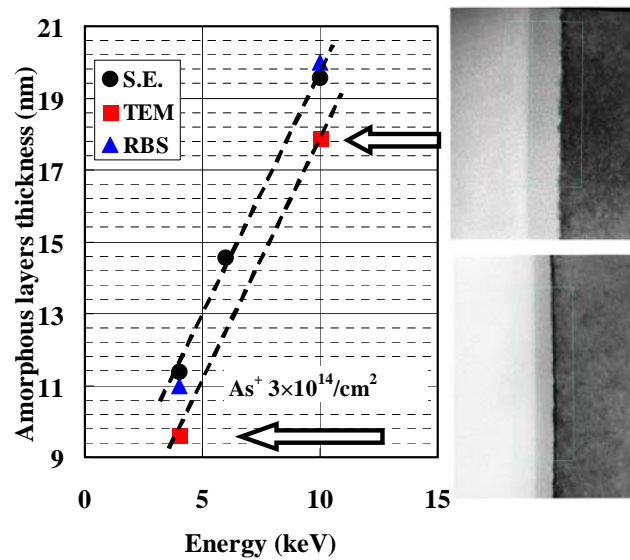 21
19
17
15
13
11
9
Amorphous layers thickness (nm)
S.E.
TEM
RBS
As⁺ 3×10¹⁴/cm²
0
5
10
15
Energy (keV)